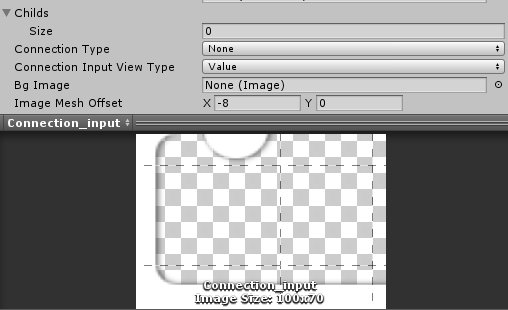 Childs
Size 0
Connection Type None
Connection Input View Type Value
Bg Image None (Image)
Image Mesh Offset X -8 Y 0
Connection_input
Connection_input
Image Size: 100x70